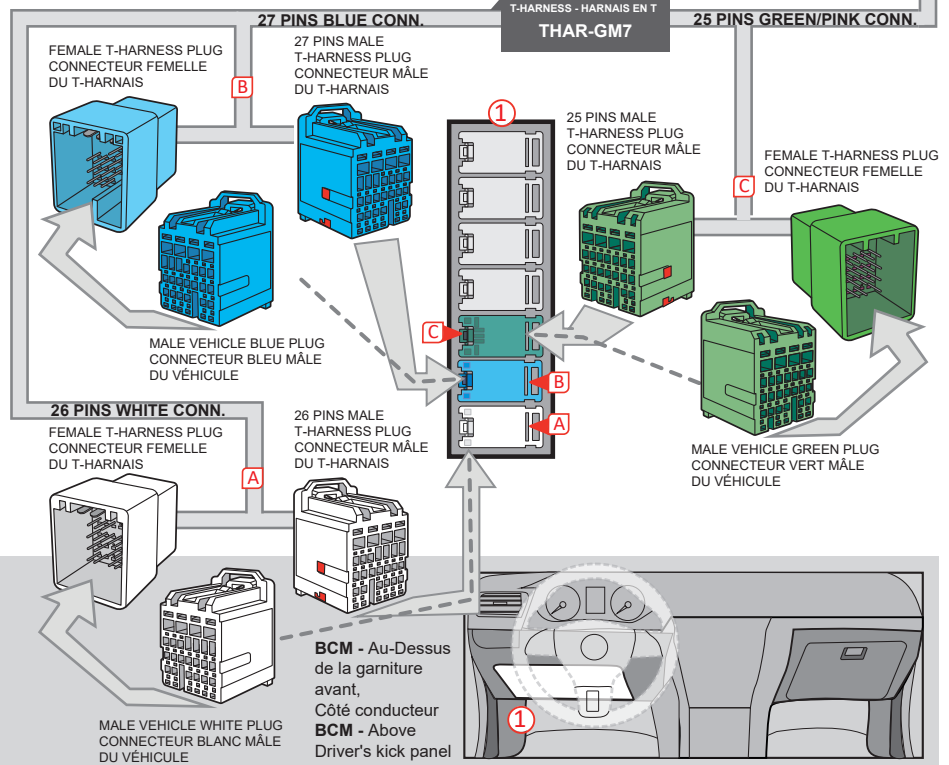 T-HARNESS - HARNAIS EN T
THAR-GM7
27 PINS BLUE CONN.
25 PINS GREEN/PINK CONN.
FEMALE T-HARNESS PLUG
CONNECTEUR FEMELLE
DU T-HARNAIS
B
27 PINS MALE
T-HARNESS PLUG
CONNECTEUR MÂLE
DU T-HARNAIS
1
25 PINS MALE
T-HARNESS PLUG
CONNECTEUR MÂLE
DU T-HARNAIS
C
FEMALE T-HARNESS PLUG
CONNECTEUR FEMELLE
DU T-HARNAIS
MALE VEHICLE BLUE PLUG
CONNECTEUR BLEU MÂLE
DU VÉHICULE
C
B
A
MALE VEHICLE GREEN PLUG
CONNECTEUR VERT MÂLE
DU VÉHICULE
26 PINS WHITE CONN.
FEMALE T-HARNESS PLUG
CONNECTEUR FEMELLE
DU T-HARNAIS
A
26 PINS MALE
T-HARNESS PLUG
CONNECTEUR MÂLE
DU T-HARNAIS
MALE VEHICLE WHITE PLUG
CONNECTEUR BLANC MÂLE
DU VÉHICULE
BCM - Au-Dessus
de la garniture
avant,
Côté conducteur
BCM - Above
Driver's kick panel
1